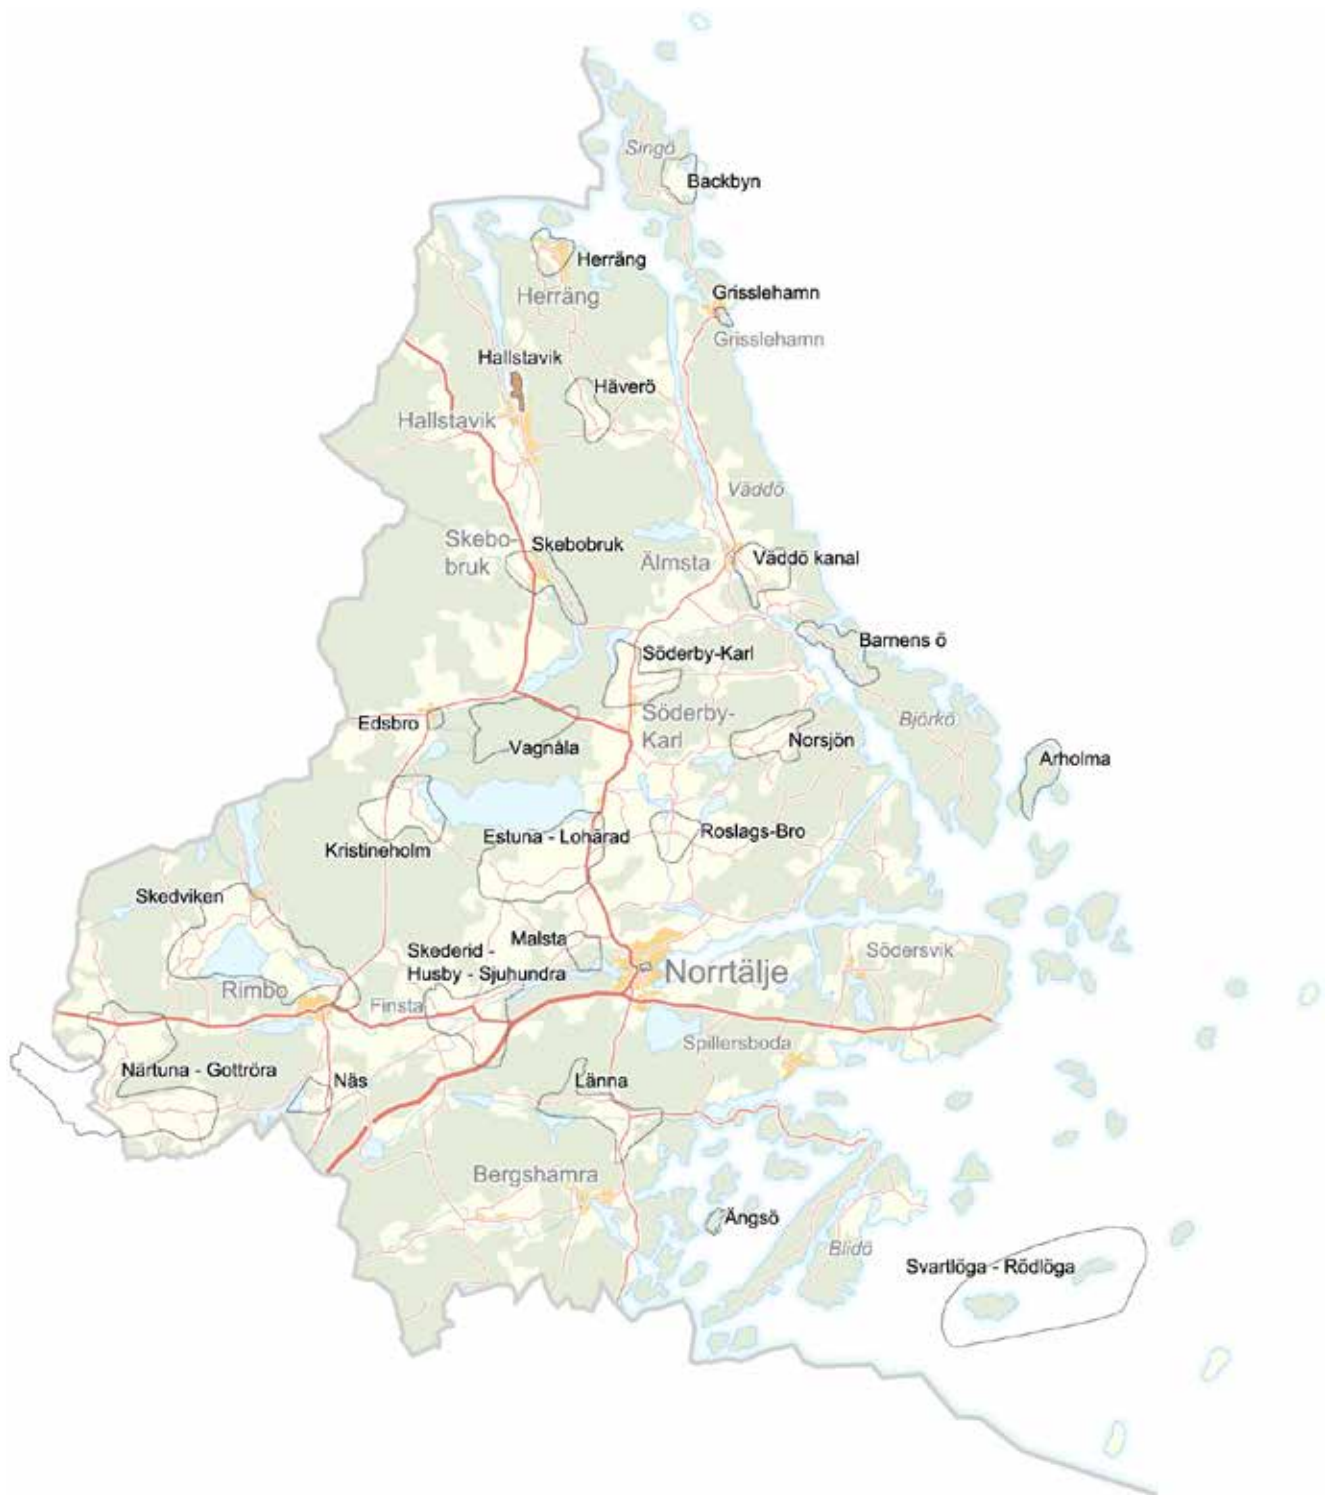 Singö
Backbyn
Herräng
Herräng
Grisslehamn
Grisslehamn
Hallstavik
Häverö
Hallstavik
Väddö
Skebo-
bruk
Skebobruk
Älmsta
Väddö kanal
Barnens ö
Söderby-Karl
Söderby-
Karl
Edsbro
Vagnåla
Norsjön
Björkö
Arholma
Estuna - Lohärad
Roslags-Bro
Kristineholm
Skedviken
Skederid -
Husby - Sjuhundra
Malsta
Södersvik
Norrtälje
Rimbo
Finsta
Spillersboda
Närtuna - Gottröra
Näs
Länna
Bergshamra
Ängsö
Blidö
Svartlöga - Rödlöga